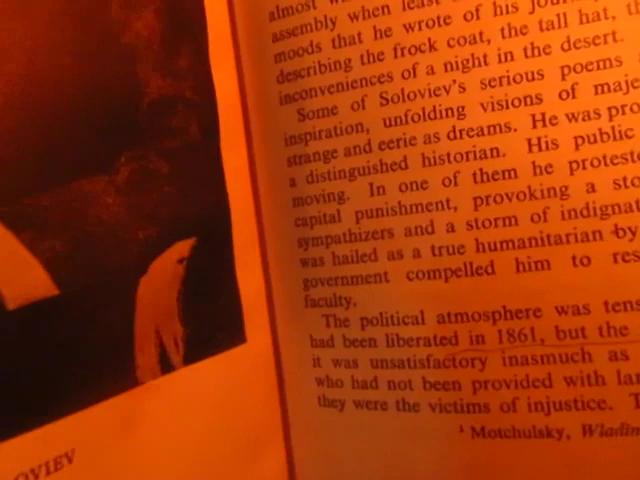 almost
assembly when least
moods that he wrote of his
describing the frock coat, the tall hat,
inconveniences of a night in the desert.
Some of Soloviev's serious poems
inspiration, unfolding visions of
strange and eerie as dreams. He was
a distinguished historian. His public
moving. In one of them he
capital punishment, provoking a
sympathizers and a storm of
was hailed as a true humanitarian by
government compelled him to
faculty.
The political atmosphere was
had been liberated in 1861, but the
it was unsatisfactory inasmuch as
who had not been provided with
they were the victims of injustice.
¹ Motchulsky,
OVIEV